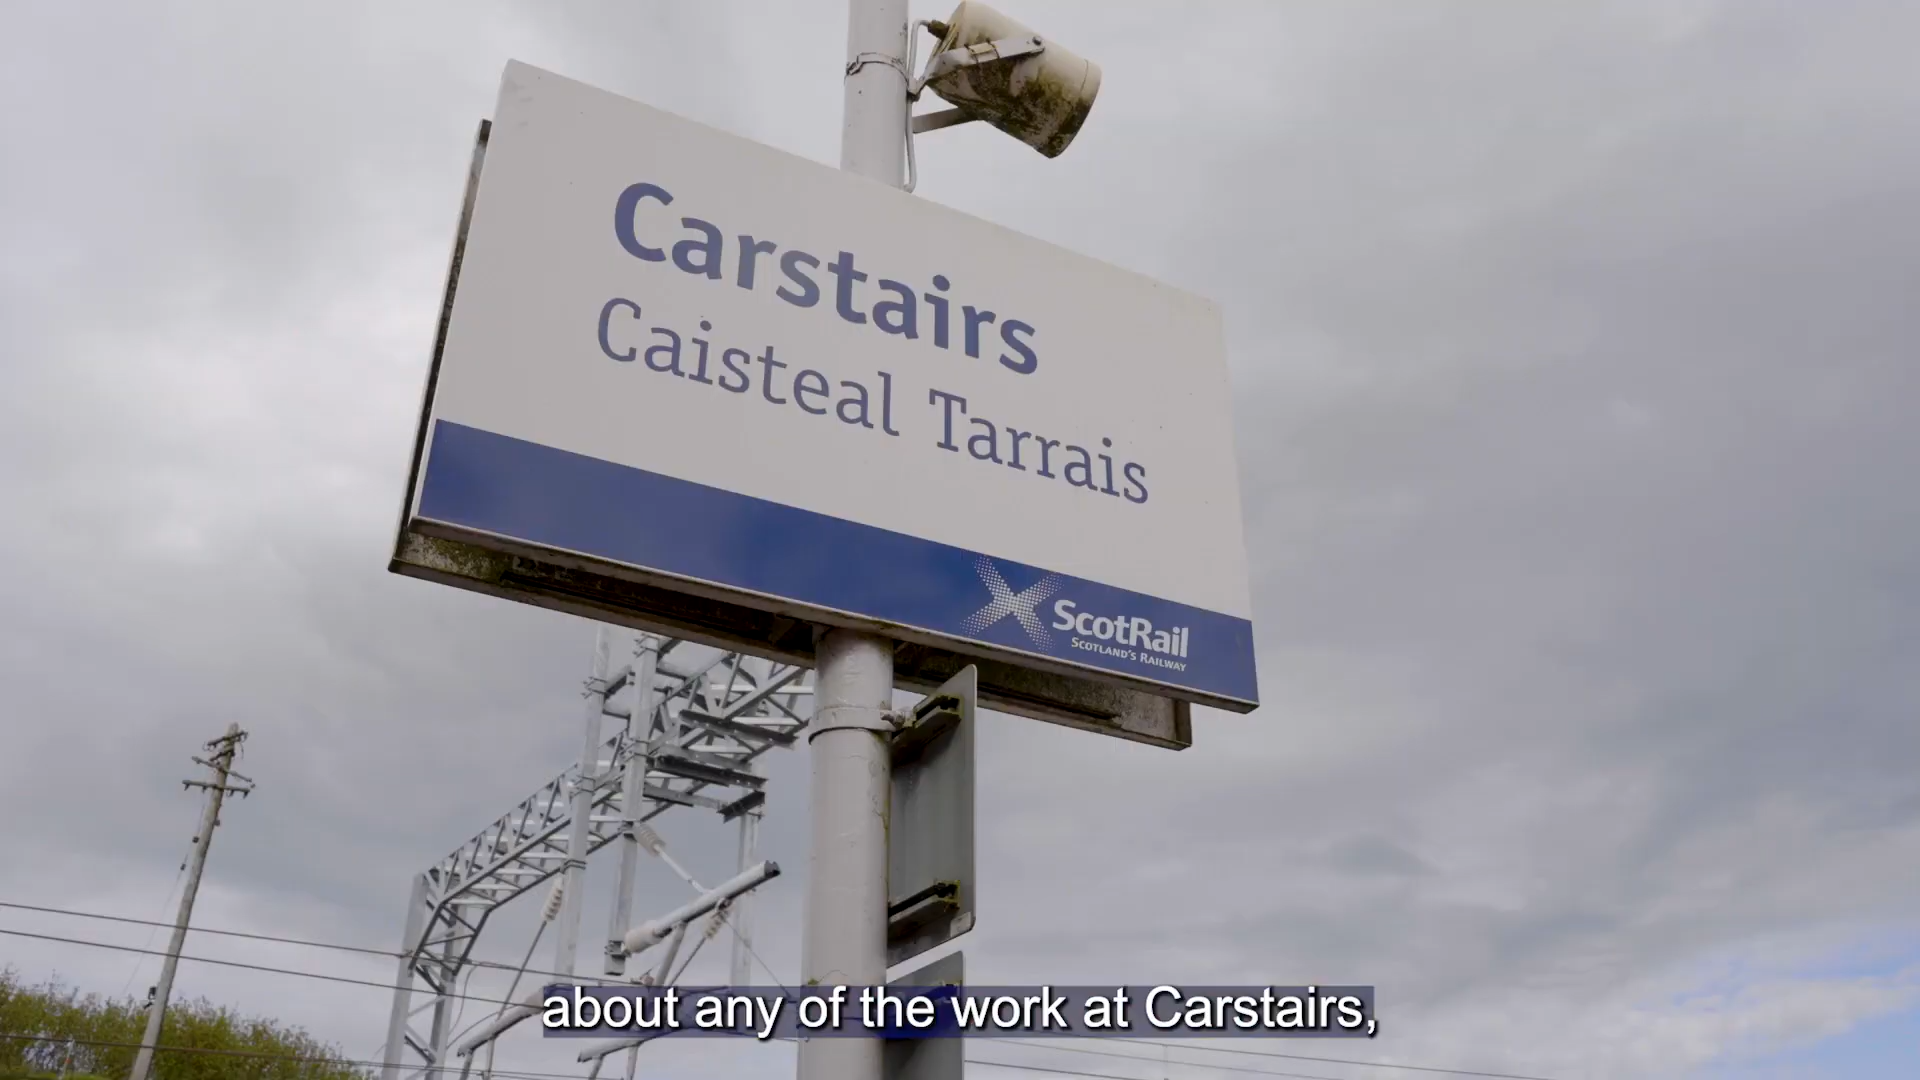 Carstairs
Caisteal Tarrais
ScotRail
SCOTLAND'S RAILWAY
about any of the work at Carstairs,